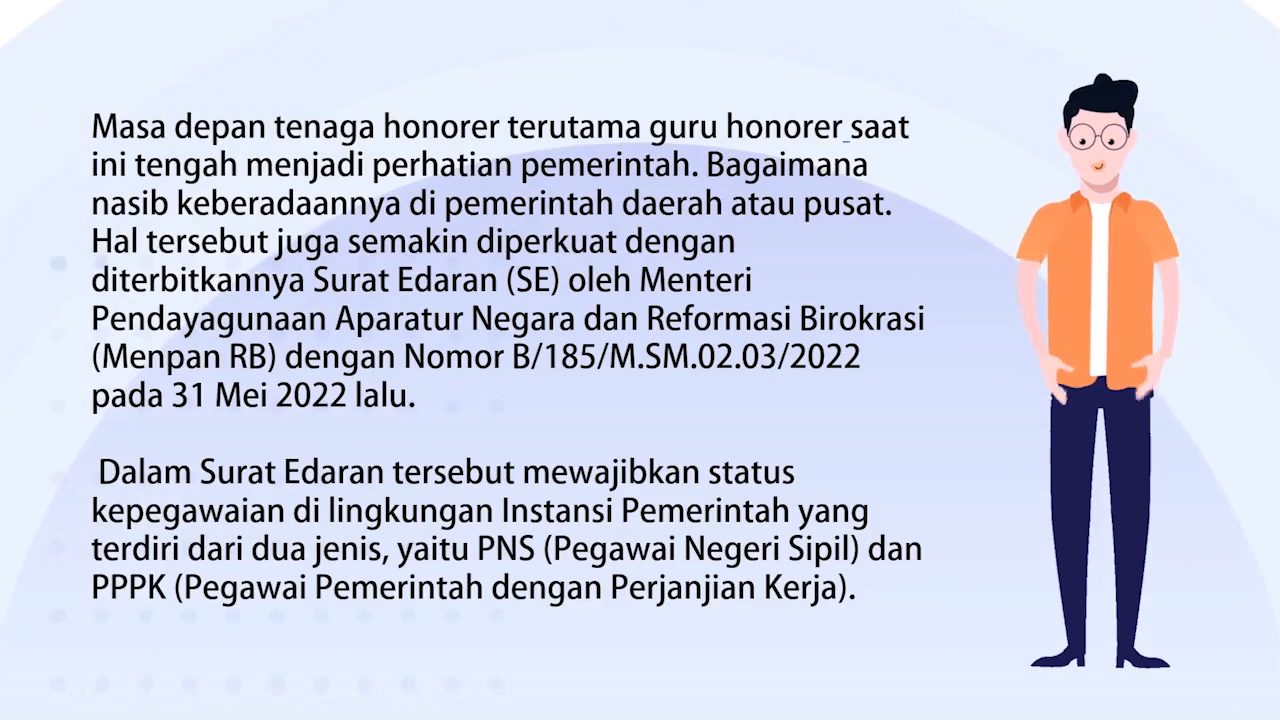 Masa depan tenaga honorer terutama guru honorer saat
ini tengah menjadi perhatian pemerintah. Bagaimana
nasib keberadaannya di pemerintah daerah atau pusat.
Hal tersebut juga semakin diperkuat dengan
diterbitkannya Surat Edaran (SE) oleh Menteri
Pendayagunaan Aparatur Negara dan Reformasi Birokrasi
(Menpan RB) dengan Nomor B/185/M.SM.02.03/2022
pada 31 Mei 2022 lalu.
Dalam Surat Edaran tersebut mewajibkan status
kepegawaian di lingkungan Instansi Pemerintah yang
terdiri dari dua jenis, yaitu PNS (Pegawai Negeri Sipil) dan
PPPK (Pegawai Pemerintah dengan Perjanjian Kerja).